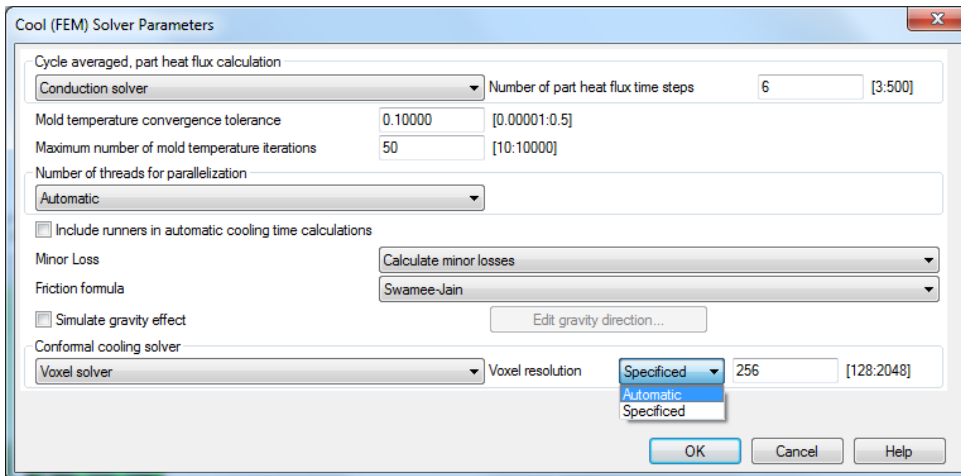 Cool (FEM) Solver Parameters
x
Cycle averaged, part heat flux calculation
Conduction solver Number of part heat flux time steps 6 [3:500]
Mold temperature convergence tolerance 0.10000 [0.00001:0.5]
Maximum number of mold temperature iterations 50 [10:10000]
Number of threads for parallelization
Automatic
Include runners in automatic cooling time calculations
Minor Loss Calculate minor losses
Friction formula Swamee-Jain
Simulate gravity effect Edit gravity direction...
Conformal cooling solver
Voxel solver Voxel resolution Specificed 256 [128:2048]
Automatic
Specificed
OK Cancel Help